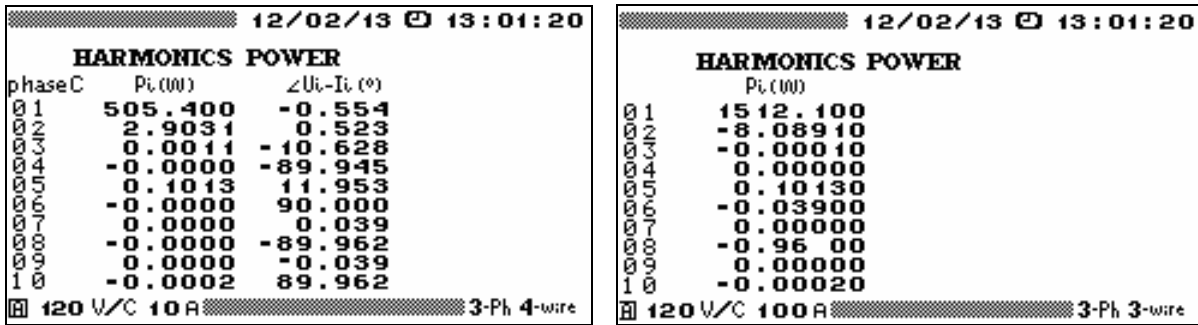 12/02/13 13:01:20
HARMONICS POWER
phaseC Pi(W) ∠Ui-Ii(º)
01 505.400 -0.554
02 2.9031 0.523
03 0.0011 -10.628
04 -0.0000 -89.945
05 0.1013 11.953
06 -0.0000 90.000
07 0.0000 0.039
08 -0.0000 -89.962
09 0.0000 -0.039
10 -0.0002 89.962
A 120 V/C 10 A 3-Ph 4-wire
12/02/13 13:01:20
HARMONICS POWER
Pi(W)
01 1512.100
02 -8.08910
03 -0.00010
04 0.00000
05 0.10130
06 -0.03900
07 0.00000
08 -0.96 00
09 0.00000
10 -0.00020
A 120 V/C 100 A 3-Ph 3-wire